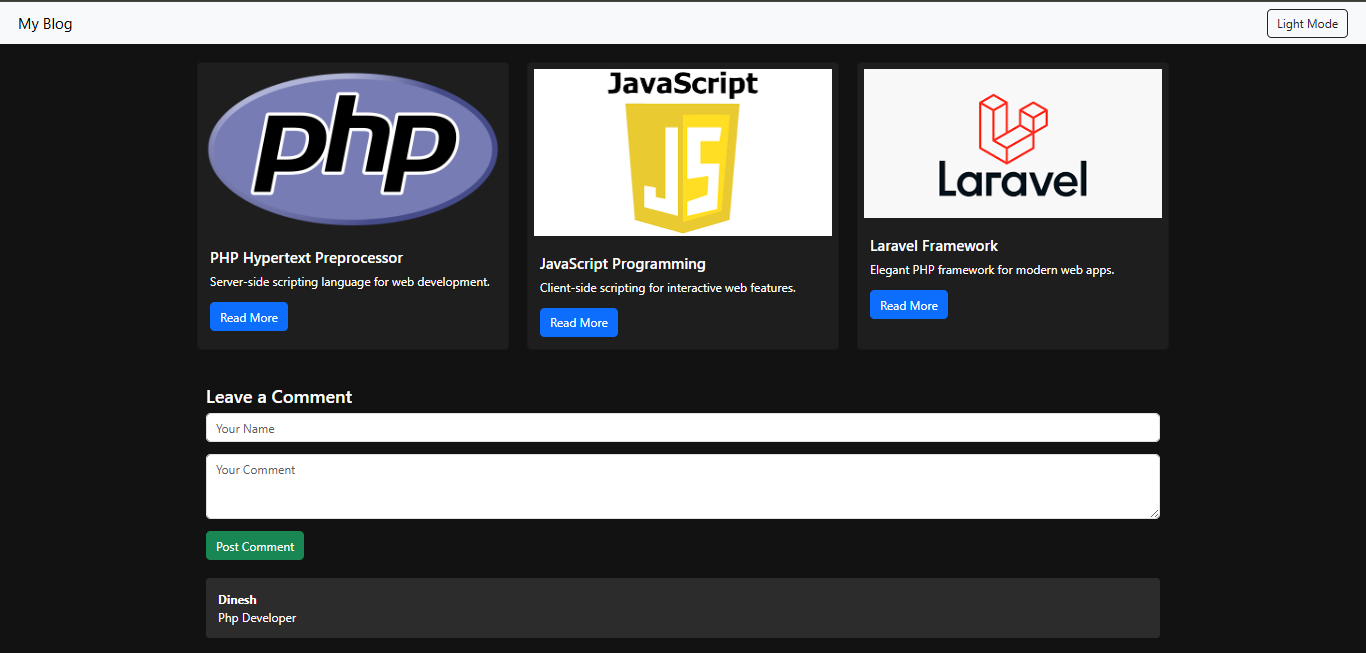 My Blog
Light Mode
php
JavaScript
JS
Laravel
PHP Hypertext Preprocessor
Server-side scripting language for web development.
Read More
JavaScript Programming
Client-side scripting for interactive web features.
Read More
Laravel Framework
Elegant PHP framework for modern web apps.
Read More
Leave a Comment
Your Name
Your Comment
Post Comment
Dinesh
Php Developer